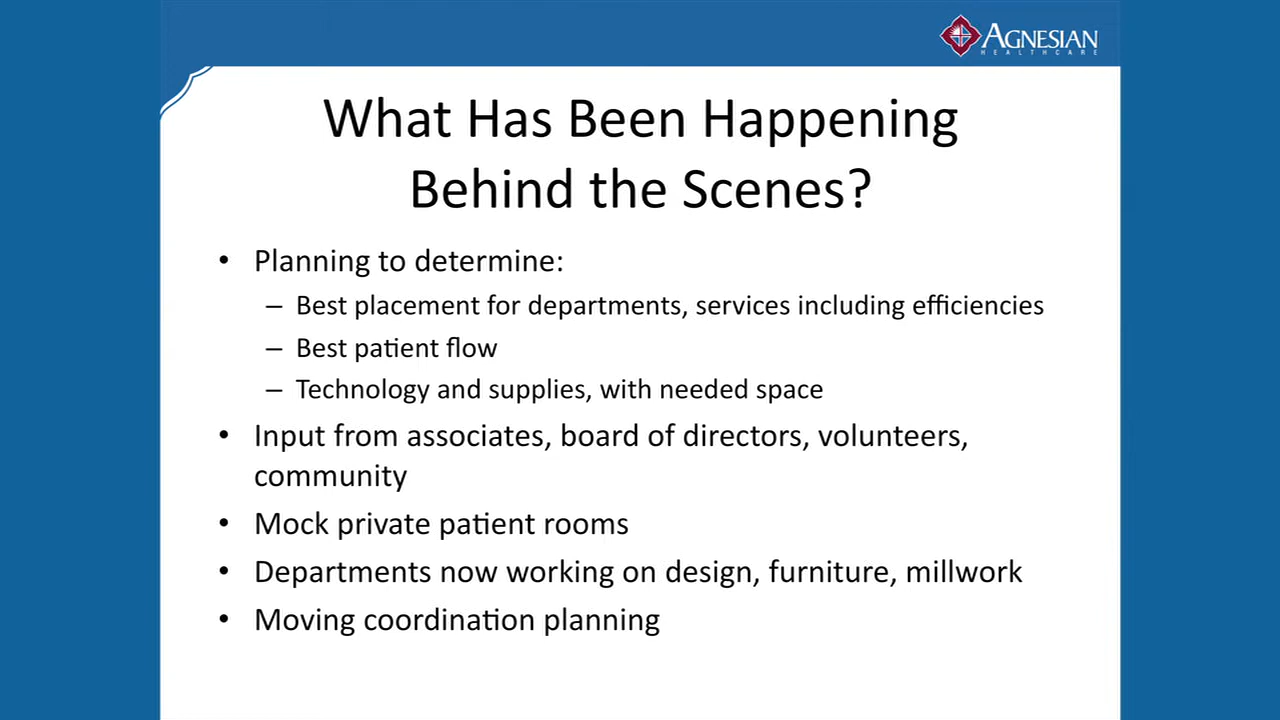 AGNESIAN
HEALTHCARE
What Has Been Happening
Behind the Scenes?
• Planning to determine:
– Best placement for departments, services including efficiencies
– Best patient flow
– Technology and supplies, with needed space
• Input from associates, board of directors, volunteers,
community
• Mock private patient rooms
• Departments now working on design, furniture, millwork
• Moving coordination planning